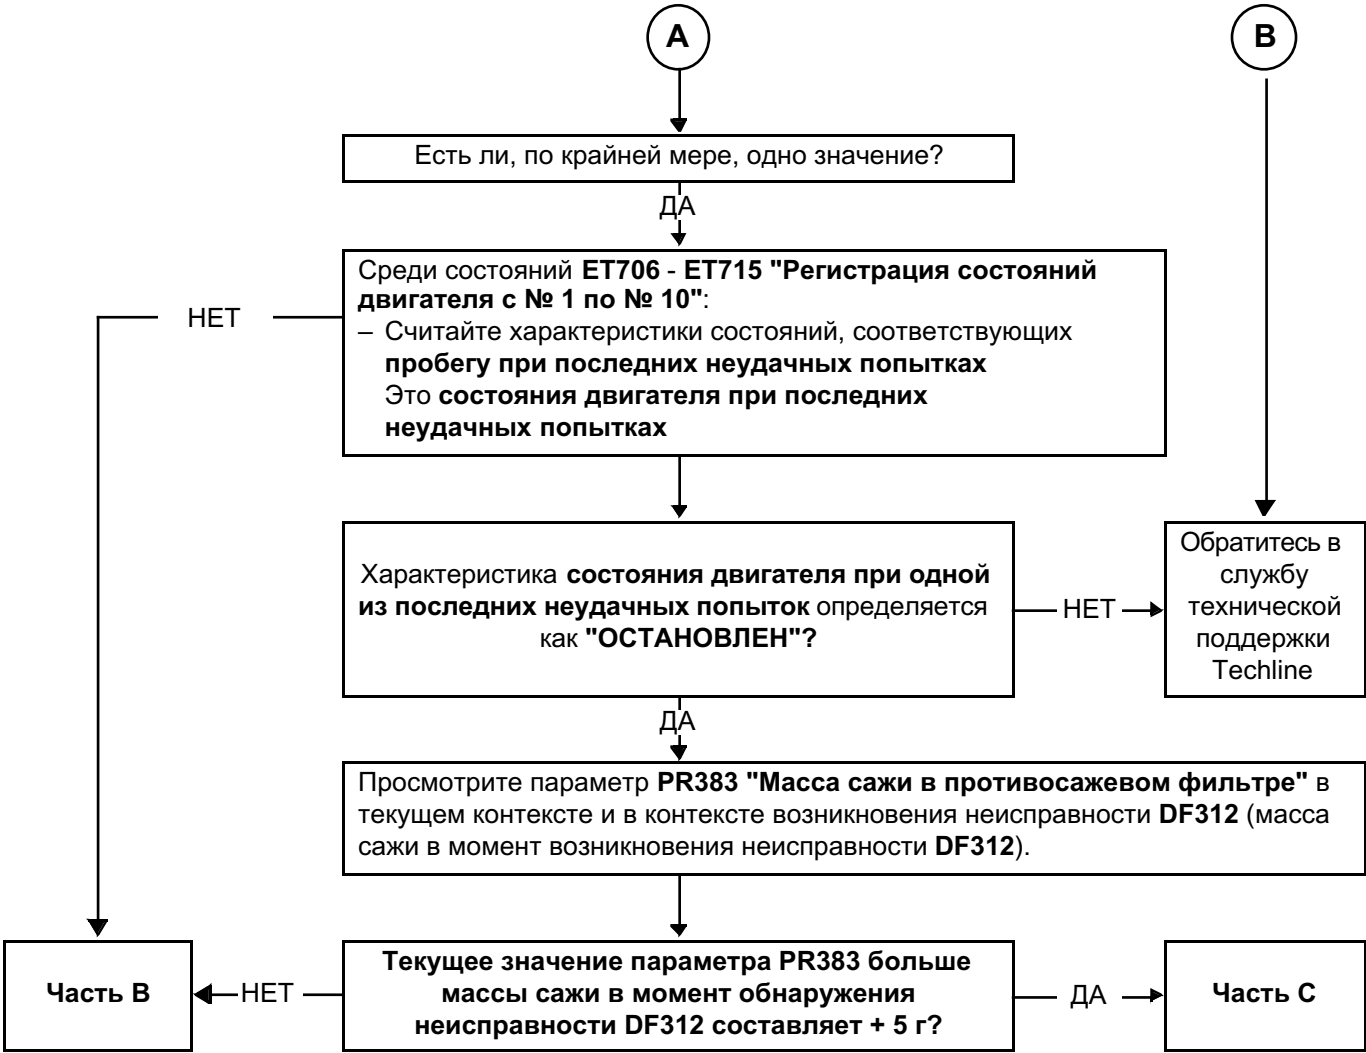 A
B
Есть ли, по крайней мере, одно значение?
ДА
Среди состояний ET706 - ET715 "Регистрация состояний
двигателя с № 1 по № 10":
– Считайте характеристики состояний, соответствующих
пробегу при последних неудачных попытках
Это состояния двигателя при последних
неудачных попытках
НЕТ
Характеристика состояния двигателя при одной
из последних неудачных попыток определяется
как "ОСТАНОВЛЕН"?
НЕТ
Обратитесь в
службу
технической
поддержки
Techline
ДА
Просмотрите параметр PR383 "Масса сажи в противосажевом фильтре" в
текущем контексте и в контексте возникновения неисправности DF312 (масса
сажи в момент возникновения неисправности DF312).
Часть B
НЕТ
Текущее значение параметра PR383 больше
массы сажи в момент обнаружения
неисправности DF312 составляет + 5 г?
ДА
Часть C